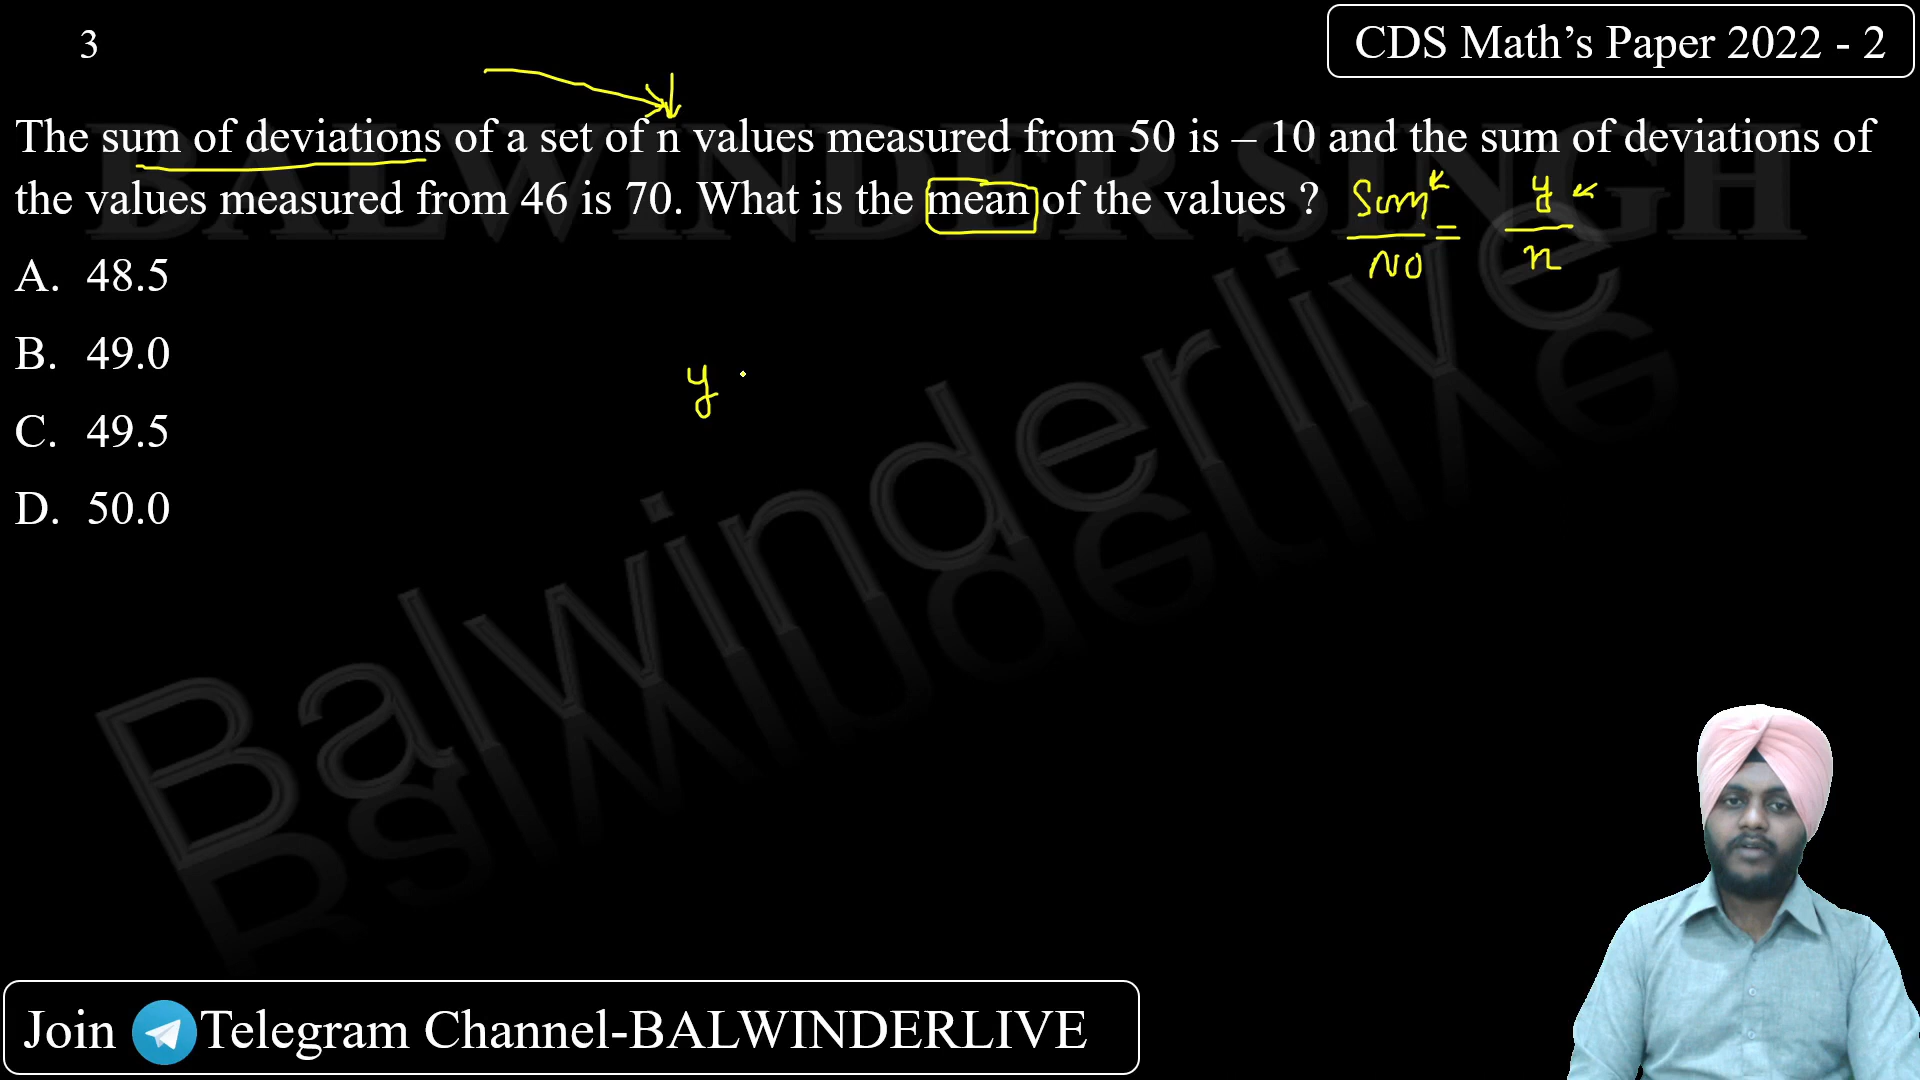 3
CDS Math’s Paper 2022 - 2
The sum of deviations of a set of n values measured from 50 is – 10 and the sum of deviations of
the values measured from 46 is 70. What is the mean of the values ?
Sum y
= 
NO n
A. 48.5
B. 49.0
y
C. 49.5
D. 50.0
BALWINDER SINGH
Balwinderlive
Join Telegram Channel-BALWINDERLIVE